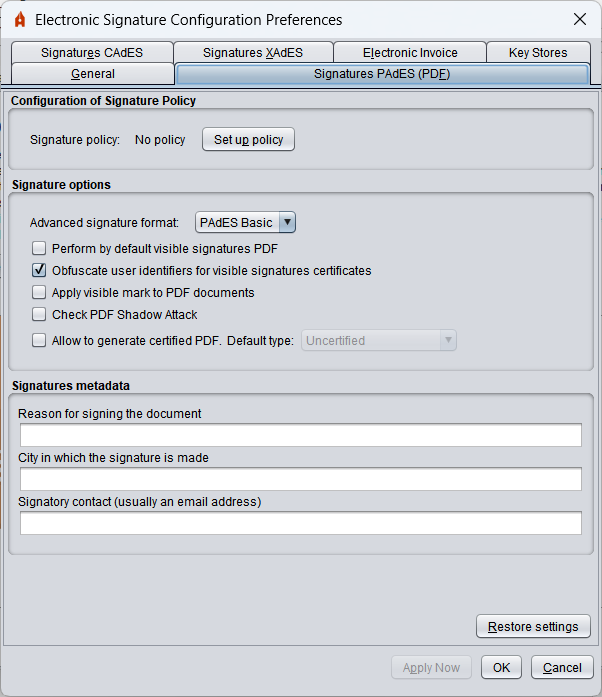 Electronic Signature Configuration Preferences
Signatures CAdES Signatures XAdES Electronic Invoice Key Stores
General Signatures PAdES (PDF)
Configuration of Signature Policy
Signature policy: No policy Set up policy
Signature options
Advanced signature format: PAdES Basic
Perform by default visible signatures PDF
Obfuscate user identifiers for visible signatures certificates
Apply visible mark to PDF documents
Check PDF Shadow Attack
Allow to generate certified PDF. Default type: Uncertified
Signatures metadata
Reason for signing the document
City in which the signature is made
Signatory contact (usually an email address)
Restore settings
Apply Now OK Cancel